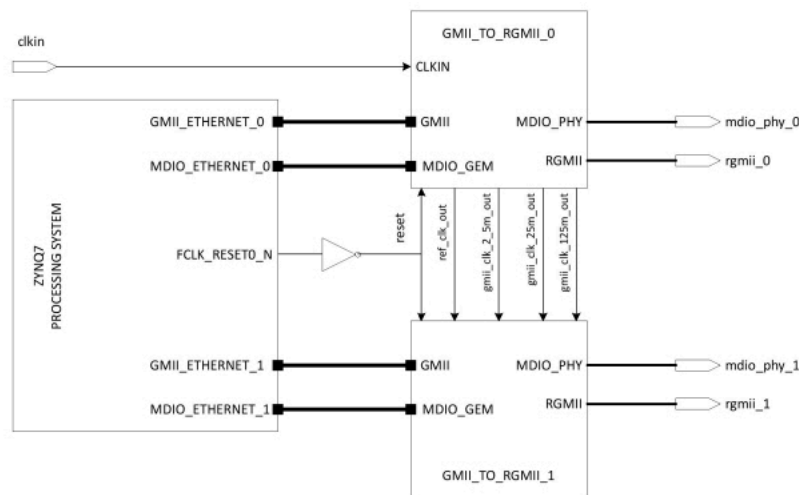 clkin
GMII_TO_RGMII_0
CLKIN
GMII_ETHERNET_0
GMII
MDIO_PHY
mdio_phy_0
MDIO_ETHERNET_0
MDIO_GEM
RGMII
rgmii_0
ZYNQ7
PROCESSING SYSTEM
FCLK_RESET0_N
reset
ref_clk_out
gmii_clk_2_5m_out
gmii_clk_25m_out
gmii_clk_125m_out
GMII_ETHERNET_1
GMII
MDIO_PHY
mdio_phy_1
MDIO_ETHERNET_1
MDIO_GEM
RGMII
rgmii_1
GMII_TO_RGMII_1